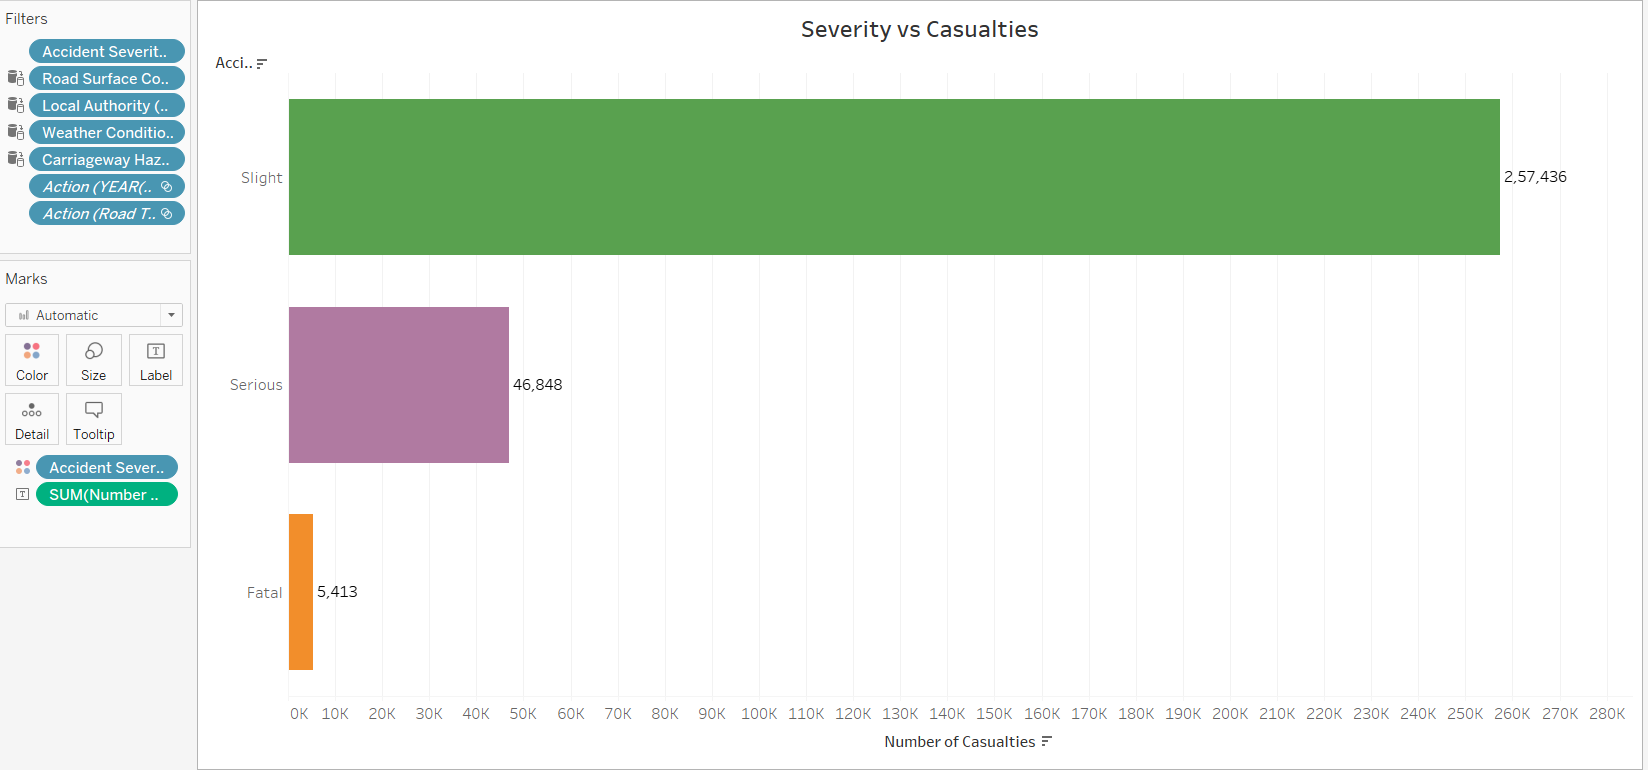 Filters
Accident Severit..
Road Surface Co..
Local Authority (..
Weather Conditio..
Carriageway Haz..
Action (YEAR(..
Action (Road T..
Marks
Automatic
Color
Size
T
Label
Detail
Tooltip
Accident Sever..
T
SUM(Number ..
Severity vs Casualties
Acci..
Slight
2,57,436
Serious
46,848
Fatal
5,413
0K 10K 20K 30K 40K 50K 60K 70K 80K 90K 100K 110K 120K 130K 140K 150K 160K 170K 180K 190K 200K 210K 220K 230K 240K 250K 260K 270K 280K
Number of Casualties